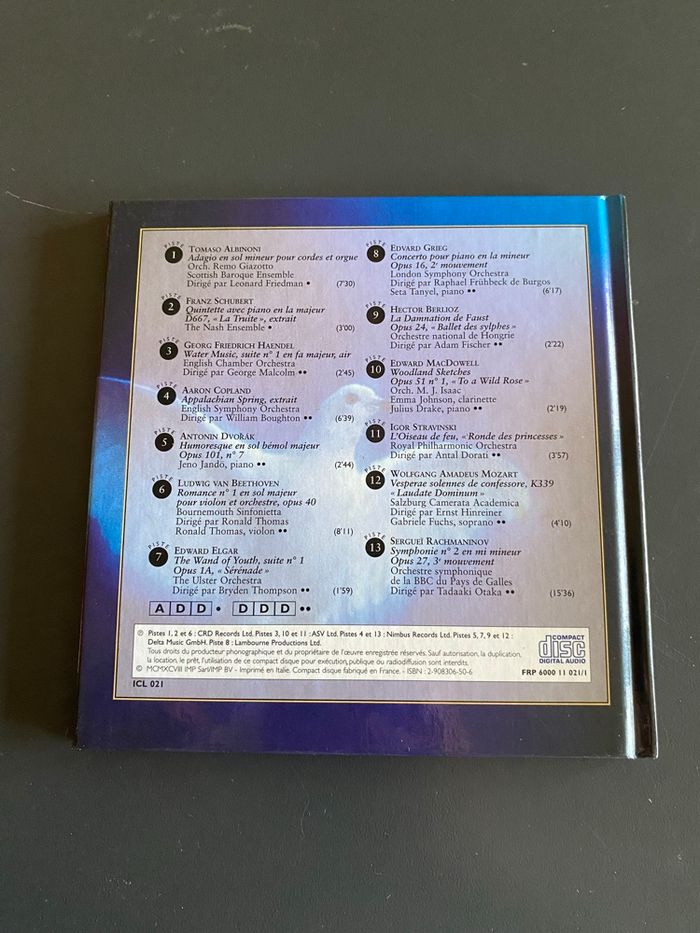 PISTE
1
TOMASO ALBINONI
Adagio en sol mineur pour cordes et orgue
Orch. Remo Giazotto
Scottish Baroque Ensemble
Dirigé par Leonard Friedman • (7'30)
PISTE
2
FRANZ SCHUBERT
Quintette avec piano en la majeur
D667, « La Truite », extrait
The Nash Ensemble • (3'00)
PISTE
3
GEORG FRIEDRICH HAENDEL
Water Music, suite n° 1 en fa majeur, air
English Chamber Orchestra
Dirigé par George Malcolm •• (2'45)
PISTE
4
AARON COPLAND
Appalachian Spring, extrait
English Symphony Orchestra
Dirigé par William Boughton •• (6'39)
PISTE
5
ANTONIN DVOŘÁK
Humoresque en sol bémol majeur
Opus 101, n° 7
Jeno Jandó, piano •• (2'44)
PISTE
6
LUDWIG VAN BEETHOVEN
Romance n° 1 en sol majeur
pour violon et orchestre, opus 40
Bournemouth Sinfonietta
Dirigé par Ronald Thomas
Ronald Thomas, violon •• (8'11)
PISTE
7
EDWARD ELGAR
The Wand of Youth, suite n° 1
Opus 1A, « Sérénade »
The Ulster Orchestra
Dirigé par Bryden Thompson •• (1'59)
A D D • D D D ••
PISTE
8
EDVARD GRIEG
Concerto pour piano en la mineur
Opus 16, 2e mouvement
London Symphony Orchestra
Dirigé par Raphael Frühbeck de Burgos
Seta Tanyel, piano •• (6'17)
PISTE
9
HECTOR BERLIOZ
La Damnation de Faust
Opus 24, « Ballet des sylphes »
Orchestre national de Hongrie
Dirigé par Adam Fischer •• (2'22)
PISTE
10
EDWARD MACDOWELL
Woodland Sketches
Opus 51 n° 1, « To a Wild Rose »
Orch. M. J. Isaac
Emma Johnson, clarinette
Julius Drake, piano •• (2'19)
PISTE
11
IGOR STRAVINSKI
L'Oiseau de feu, « Ronde des princesses »
Royal Philharmonic Orchestra
Dirigé par Antal Dorati •• (3'57)
PISTE
12
WOLFGANG AMADEUS MOZART
Vesperae solennes de confessore, K339
« Laudate Dominum »
Salzburg Camerata Academica
Dirigé par Ernst Hinreiner
Gabriele Fuchs, soprano •• (4'10)
PISTE
13
SERGUEÏ RACHMANINOV
Symphonie n° 2 en mi mineur
Opus 27, 3e mouvement
Orchestre symphonique
de la BBC du Pays de Galles
Dirigé par Tadaaki Otaka •• (15'36)
℗ Pistes 1, 2 et 6 : CRD Records Ltd. Pistes 3, 10 et 11 : ASV Ltd. Pistes 4 et 13 : Nimbus Records Ltd. Pistes 5, 7, 9 et 12 :
Delta Music GmbH. Piste 8 : Lambourne Productions Ltd.
Tous droits du producteur phonographique et du propriétaire de l'œuvre enregistrée réservés. Sauf autorisation, la duplication,
la location, le prêt, l'utilisation de ce compact disque pour exécution, publique ou radiodiffusion sont interdits.
© MCMXCVIII IMP Sarl/IMP BV - Imprimé en Italie. Compact disque fabriqué en France. - ISBN : 2-908306-50-6
COMPACT
disc
DIGITAL AUDIO
FRP 6000 11 021/1
ICL 021